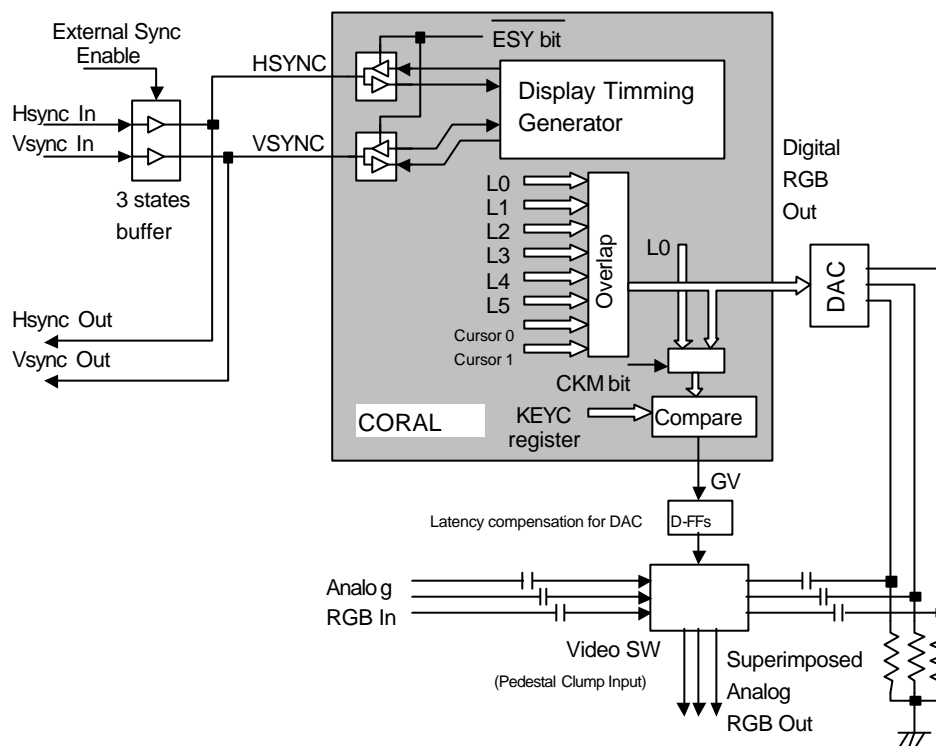 External Sync
Enable
ESY bit
HSYNC
Hsync In
Vsync In
VSYNC
Display Timming
Generator
3 states
buffer
Digital
RGB
Out
L0
L1
L2
L3
L4
L5
Cursor 0
Cursor 1
Overlap
L0
DAC
Hsync Out
Vsync Out
CKM bit
CORAL
KEYC
register
Compare
GV
Latency compensation for DAC
D-FFs
Analog
RGB In
Video SW
(Pedestal Clump Input)
Superimposed
Analog
RGB Out